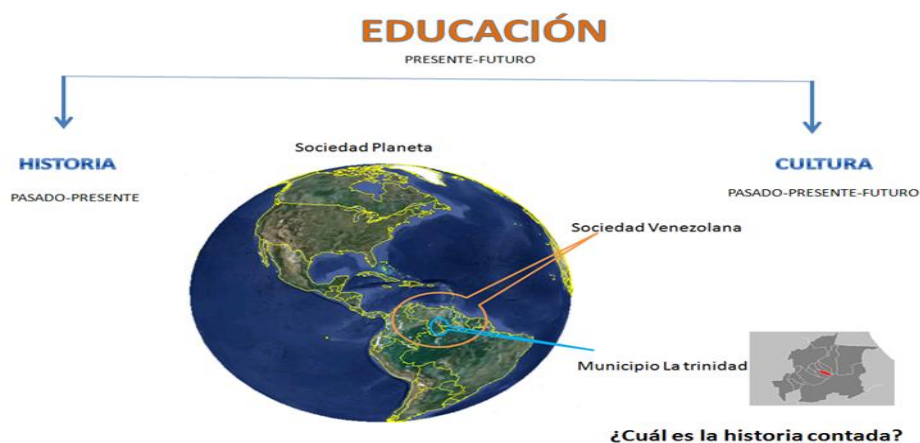 EDUCACIÓN
PRESENTE-FUTURO
HISTORIA
PASADO-PRESENTE
CULTURA
PASADO-PRESENTE-FUTURO
Sociedad Planeta
Sociedad Venezolana
Municipio La trinidad
¿Cuál es la historia contada?